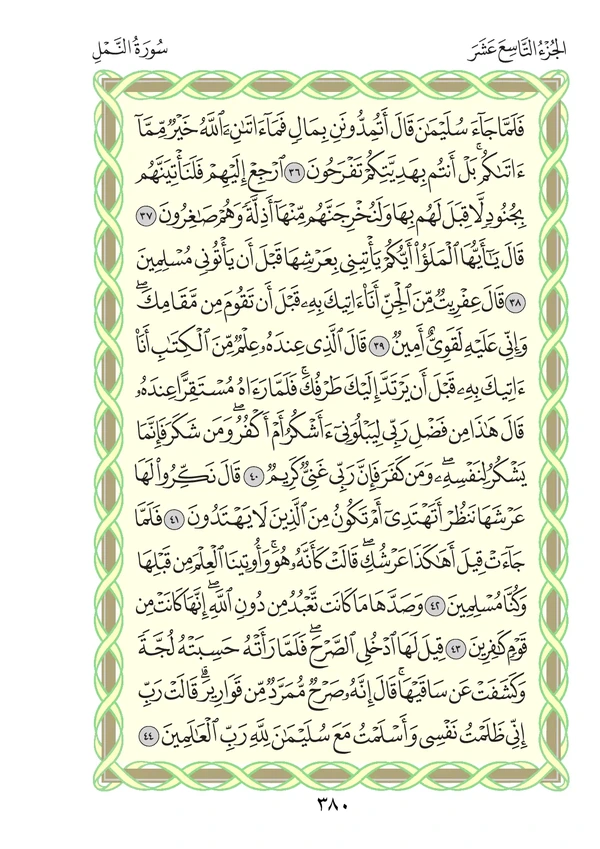 الجُزْءُ التَّاسِعَ عَشَرَ
سُورَةُ النَّمْلِ
فَلَمَّا جَآءَ سُلَيْمَٰنَ قَالَ أَتُمِدُّونَنِ بِمَالٍ فَمَآ ءَاتَىٰنِۦَ ٱللَّهُ خَيْرٌ مِّمَّآ
ءَاتَىٰكُمۚ بَلْ أَنتُم بِهَدِيَّتِكُمْ تَفْرَحُونَ ٣٦ ٱرْجِعْ إِلَيْهِمْ فَلَنَأْتِيَنَّهُم
بِجُنُودٍ لَّا قِبَلَ لَهُم بِهَا وَلَنُخْرِجَنَّهُم مِّنْهَآ أَذِلَّةً وَهُمْ صَٰغِرُونَ ٣٧
قَالَ يَٰٓأَيُّهَا ٱلْمَلَؤُا۟ أَيُّكُمْ يَأْتِينِى بِعَرْشِهَا قَبْلَ أَن يَأْتُونِى مُسْلِمِينَ
٣٨ قَالَ عِفْرِيتٌ مِّنَ ٱلْجِنِّ أَنَا۠ ءَاتِيكَ بِهِۦ قَبْلَ أَن تَقُومَ مِن مَّقَامِكَۖ
وَإِنِّى عَلَيْهِ لَقَوِىٌّ أَمِينٌ ٣٩ قَالَ ٱلَّذِى عِندَهُۥ عِلْمٌ مِّنَ ٱلْكِتَٰبِ أَنَا۠
ءَاتِيكَ بِهِۦ قَبْلَ أَن يَرْتَدَّ إِلَيْكَ طَرْفُكَۚ فَلَمَّا رَءَاهُ مُسْتَقِرًّا عِندَهُۥ
قَالَ هَٰذَا مِن فَضْلِ رَبِّى لِيَبْلُوَنِىٓ ءَأَشْكُرُ أَمْ أَكْفُرُۖ وَمَن شَكَرَ فَإِنَّمَا
يَشْكُرُ لِنَفْسِهِۦۖ وَمَن كَفَرَ فَإِنَّ رَبِّى غَنِىٌّ كَرِيمٌ ٤٠ قَالَ نَكِّرُوا۟ لَهَا
عَرْشَهَا نَنظُرْ أَتَهْتَدِىٓ أَمْ تَكُونُ مِنَ ٱلَّذِينَ لَا يَهْتَدُونَ ٤١ فَلَمَّا
جَآءَتْ قِيلَ أَهَٰكَذَا عَرْشُكِۖ قَالَتْ كَأَنَّهُۥ هُوَۚ وَأُوتِينَا ٱلْعِلْمَ مِن قَبْلِهَا
وَكُنَّا مُسْلِمِينَ ٤٢ وَصَدَّهَا مَا كَانَت تَّعْبُدُ مِن دُونِ ٱللَّهِۖ إِنَّهَا كَانَتْ مِن
قَوْمٍ كَٰفِرِينَ ٤٣ قِيلَ لَهَا ٱدْخُلِى ٱلصَّرْحَۖ فَلَمَّا رَأَتْهُ حَسِبَتْهُ لُجَّةً
وَكَشَفَتْ عَن سَاقَيْهَاۚ قَالَ إِنَّهُۥ صَرْحٌ مُّمَرَّدٌ مِّن قَوَارِيرَۗ قَالَتْ رَبِّ
إِنِّى ظَلَمْتُ نَفْسِى وَأَسْلَمْتُ مَعَ سُلَيْمَٰنَ لِلَّهِ رَبِّ ٱلْعَٰلَمِينَ ٤٤
٣٨٠